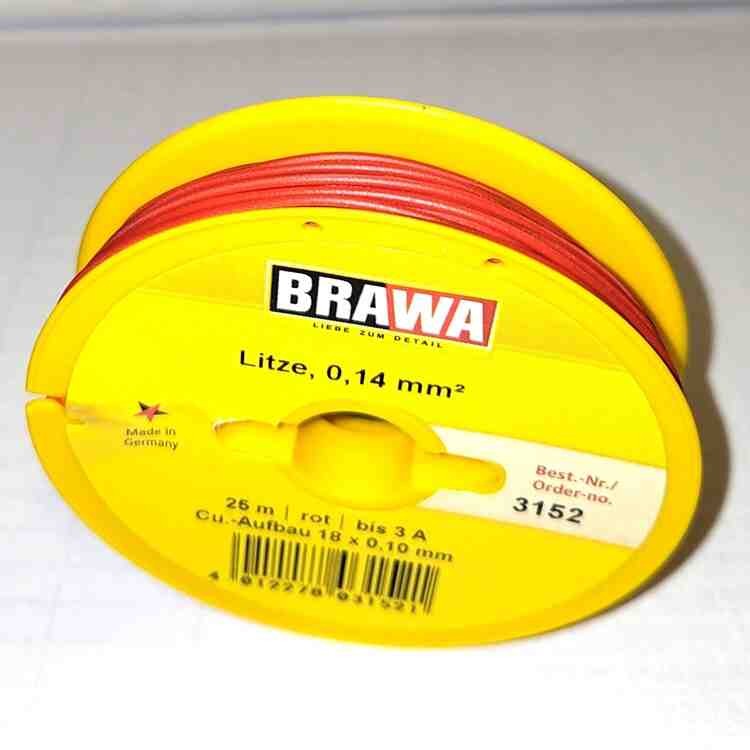 BRAWA
LIEBE ZUM DETAIL
Litze, 0,14 mm²
Made in
Germany
Best.-Nr./
Order-no.
3152
25 m | rot | bis 3 A
Cu.-Aufbau 18 x 0,10 mm
4 012278 031521